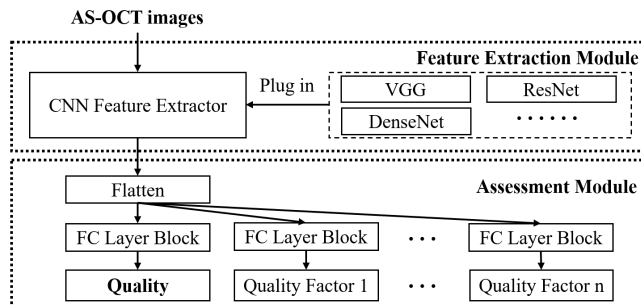 AS-OCT images
Feature Extraction Module
CNN Feature Extractor
Plug in
VGG
ResNet
DenseNet
······
Flatten
Assessment Module
FC Layer Block
FC Layer Block
···
FC Layer Block
Quality
Quality Factor 1
···
Quality Factor n